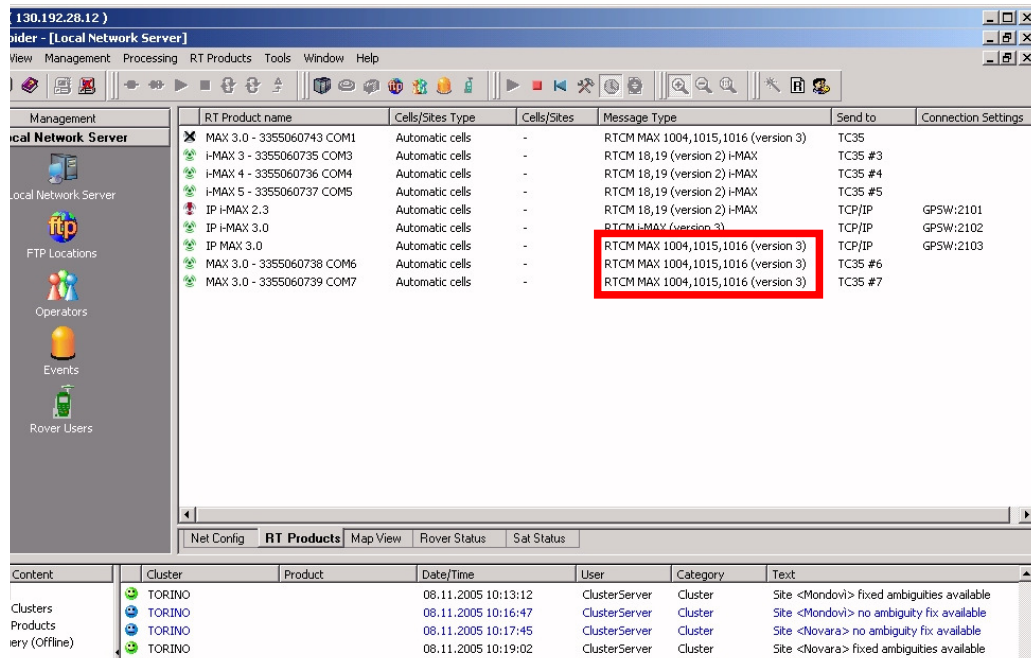 ( 130.192.28.12 )
pider - [Local Network Server]
View Management Processing RT Products Tools Window Help
Management
ocal Network Server
Local Network Server
FTP Locations
Operators
Events
Rover Users
RT Product name Cells/Sites Type Cells/Sites Message Type Send to Connection Settings
MAX 3.0 - 3355060743 COM1 Automatic cells - RTCM MAX 1004,1015,1016 (version 3) TC35
i-MAX 3 - 3355060735 COM3 Automatic cells - RTCM 18,19 (version 2) i-MAX TC35 #3
i-MAX 4 - 3355060736 COM4 Automatic cells - RTCM 18,19 (version 2) i-MAX TC35 #4
i-MAX 5 - 3355060737 COM5 Automatic cells - RTCM 18,19 (version 2) i-MAX TC35 #5
IP i-MAX 2.3 Automatic cells - RTCM 18,19 (version 2) i-MAX TCP/IP GPSW:2101
IP i-MAX 3.0 Automatic cells - RTCM i-MAX (version 3) TCP/IP GPSW:2102
IP MAX 3.0 Automatic cells - RTCM MAX 1004,1015,1016 (version 3) TCP/IP GPSW:2103
MAX 3.0 - 3355060738 COM6 Automatic cells - RTCM MAX 1004,1015,1016 (version 3) TC35 #6
MAX 3.0 - 3355060739 COM7 Automatic cells - RTCM MAX 1004,1015,1016 (version 3) TC35 #7
Net Config RT Products Map View Rover Status Sat Status
Content
Clusters
Products
ery (Offline)
Cluster Product Date/Time User Category Text
TORINO 08.11.2005 10:13:12 ClusterServer Cluster Site <Mondovì> fixed ambiguities available
TORINO 08.11.2005 10:16:47 ClusterServer Cluster Site <Mondovì> no ambiguity fix available
TORINO 08.11.2005 10:17:45 ClusterServer Cluster Site <Novara> no ambiguity fix available
TORINO 08.11.2005 10:19:02 ClusterServer Cluster Site <Novara> fixed ambiguities available